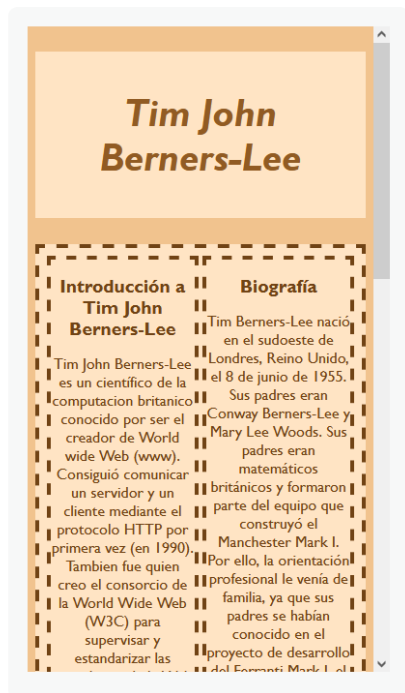 Tim John
Berners-Lee
Introducción a
Tim John
Berners-Lee
Tim John Berners-Lee
es un científico de la
computacion britanico
conocido por ser el
creador de World
wide Web (www).
Consiguió comunicar
un servidor y un
cliente mediante el
protocolo HTTP por
primera vez (en 1990).
Tambien fue quien
creo el consorcio de
la World Wide Web
(W3C) para
supervisar y
estandarizar las
Biografía
Tim Berners-Lee nació
en el sudoeste de
Londres, Reino Unido,
el 8 de junio de 1955.
Sus padres eran
Conway Berners-Lee y
Mary Lee Woods. Sus
padres eran
matemáticos
británicos y formaron
parte del equipo que
construyó el
Manchester Mark I.
Por ello, la orientación
profesional le venía de
familia, ya que sus
padres se habían
conocido en el
proyecto de desarrollo
del Ferranti Mark I, el